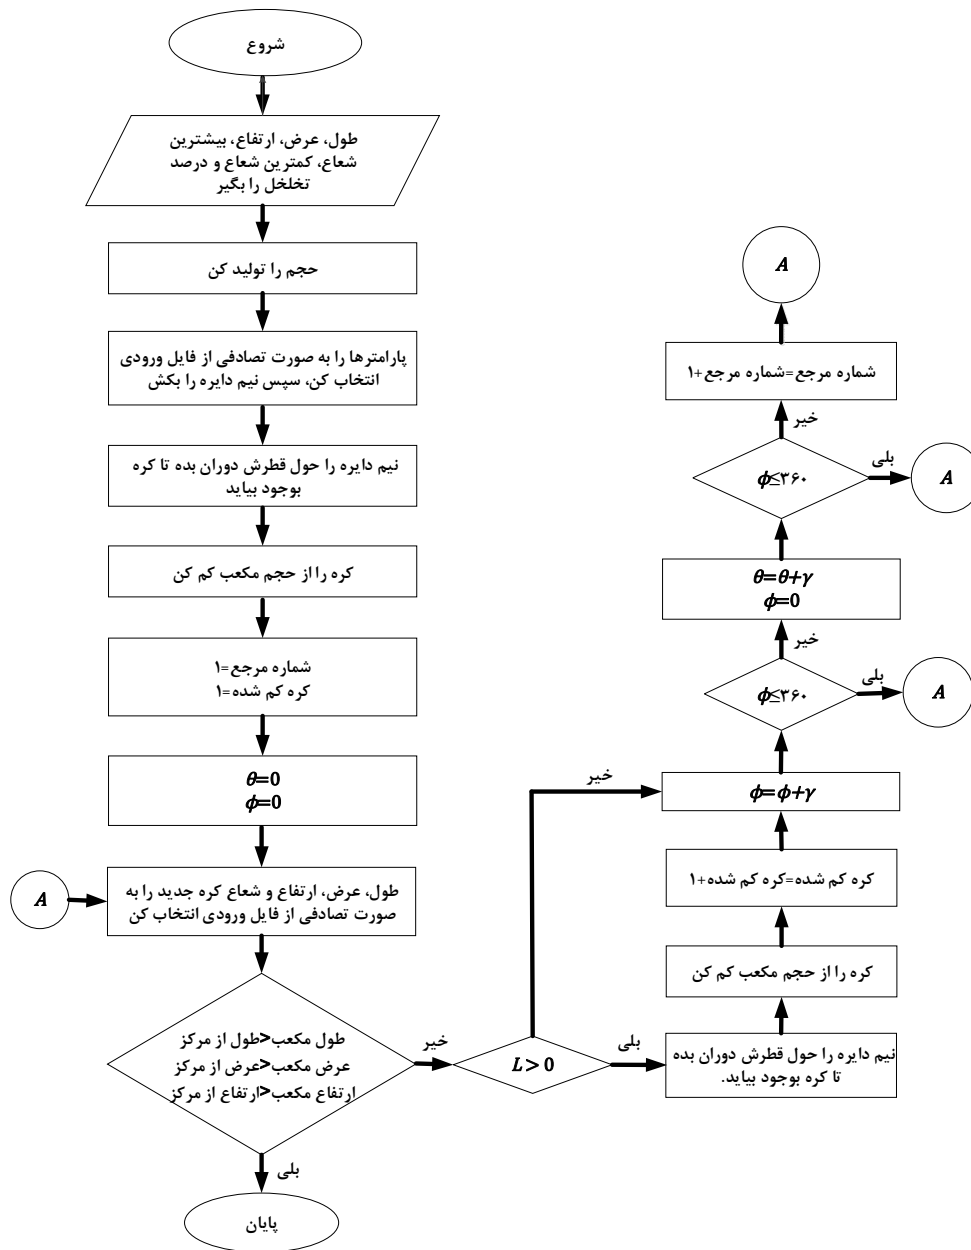 شروع
طول، عرض، ارتفاع، بیشترین
شعاع، کمترین شعاع و درصد
تخلخل را بگیر
حجم را تولید کن
پارامترها را به صورت تصادفی از فایل ورودی
انتخاب کن، سپس نیم دایره را بکش
نیم دایره را حول قطرش دوران بده تا کره
بوجود بیاید
کره را از حجم مکعب کم کن
شماره مرجع=۱
کره کم شده=۱
θ=0
ϕ=0
A
طول، عرض، ارتفاع و شعاع کره جدید را به
صورت تصادفی از فایل ورودی انتخاب کن
طول مکعب<طول از مرکز
عرض مکعب<عرض از مرکز
ارتفاع مکعب<ارتفاع از مرکز
بلی
پایان
خیر
L>0
خیر
بلی
نیم دایره را حول قطرش دوران بده
تا کره بوجود بیاید.
کره را از حجم مکعب کم کن
کره کم شده=کره کم شده+۱
ϕ=ϕ+γ
ϕ≤۳۶۰
بلی
A
خیر
θ=θ+γ
ϕ=0
ϕ≤۳۶۰
بلی
A
خیر
شماره مرجع=شماره مرجع+۱
A